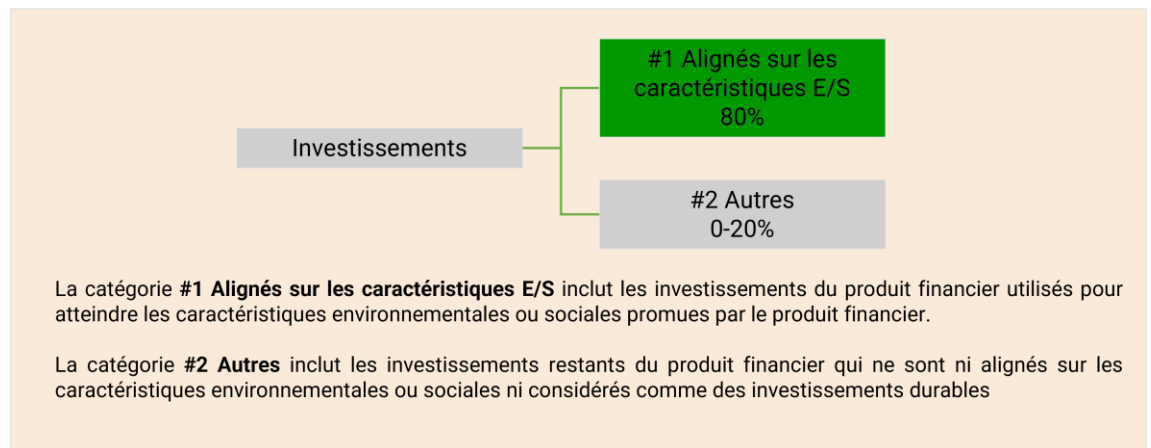 #1 Alignés sur les
caractéristiques E/S
80%
Investissements
#2 Autres
0-20%
La catégorie #1 Alignés sur les caractéristiques E/S inclut les investissements du produit financier utilisés pour
atteindre les caractéristiques environnementales ou sociales promues par le produit financier.
La catégorie #2 Autres inclut les investissements restants du produit financier qui ne sont ni alignés sur les
caractéristiques environnementales ou sociales ni considérés comme des investissements durables